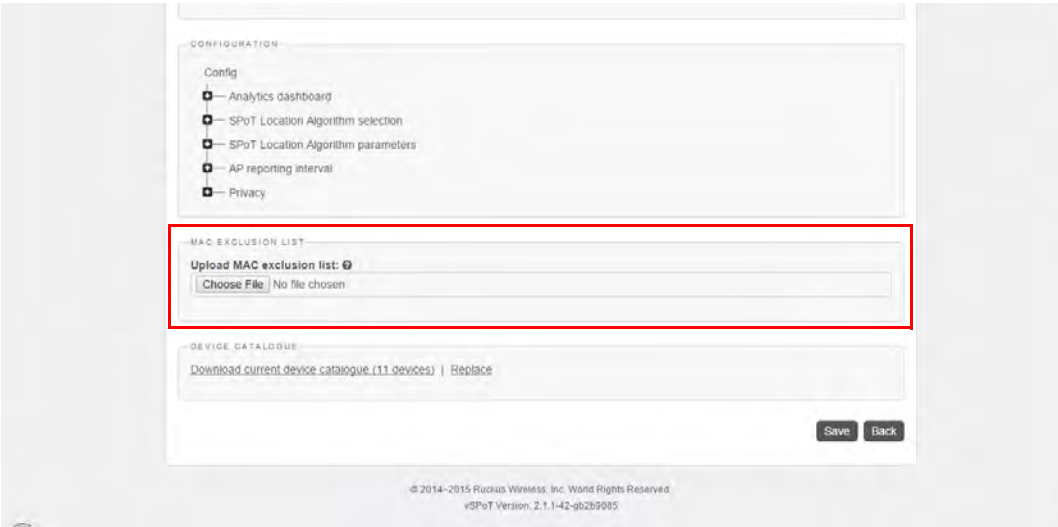 CONFIGURATION
Config
Analytics dashboard
SPoT Location Algorithm selection
SPoT Location Algorithm parameters
AP reporting interval
Privacy
MAC EXCLUSION LIST
Upload MAC exclusion list:
Choose File No file chosen
DEVICE CATALOGUE
Download current device catalogue (11 devices) | Replace
Save Back
© 2014-2015 Ruckus Wireless, Inc. World Rights Reserved
vSPoT Version: 2.1.1-42-gb2b9085